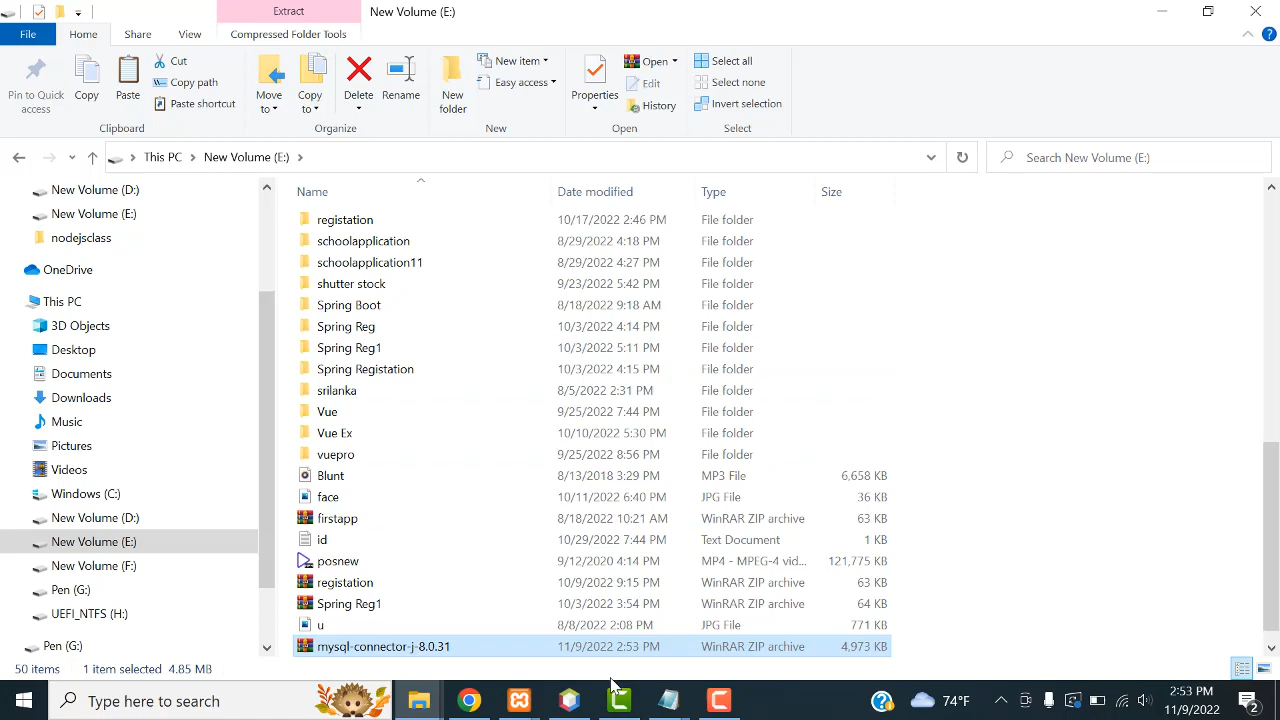 Extract
New Volume (E:)
File
Home
Share
View
Compressed Folder Tools
Pin to Quick access
Copy
Paste
Cut
Copy path
Paste shortcut
Clipboard
Move to
Copy to
Delete
Rename
Organize
New folder
New item
Easy access
New
Properties
Open
Edit
History
Open
Select all
Select none
Invert selection
Select
This PC
New Volume (E:)
Search New Volume (E:)
New Volume (D:)
New Volume (E:)
nodejsclass
OneDrive
This PC
3D Objects
Desktop
Documents
Downloads
Music
Pictures
Videos
Windows (C:)
New Volume (D:)
New Volume (E:)
New Volume (F:)
Pen (G:)
UEFI_NTFS (H:)
Pen (G:)
Name Date modified Type Size
registation 10/17/2022 2:46 PM File folder
schoolapplication 8/29/2022 4:18 PM File folder
schoolapplication11 8/29/2022 4:27 PM File folder
shutter stock 9/23/2022 5:42 PM File folder
Spring Boot 8/18/2022 9:18 AM File folder
Spring Reg 10/3/2022 4:14 PM File folder
Spring Reg1 10/3/2022 5:11 PM File folder
Spring Registation 10/3/2022 4:15 PM File folder
srilanka 8/5/2022 2:31 PM File folder
Vue 9/25/2022 7:44 PM File folder
Vue Ex 10/10/2022 5:30 PM File folder
vuepro 9/25/2022 8:56 PM File folder
Blunt 8/13/2018 3:29 PM MP3 File 6,658 KB
face 10/11/2022 6:40 PM JPG File 36 KB
firstapp 8/18/2022 10:21 AM WinRAR ZIP archive 63 KB
id 10/29/2022 7:44 PM Text Document 1 KB
posnew 9/12/2020 4:14 PM MP4 - MPEG-4 vid... 121,775 KB
registation 10/9/2022 9:15 PM WinRAR ZIP archive 63 KB
Spring Reg1 10/3/2022 3:54 PM WinRAR ZIP archive 64 KB
u 8/8/2022 2:08 PM JPG File 771 KB
mysql-connector-j-8.0.31 11/9/2022 2:53 PM WinRAR ZIP archive 4,973 KB
50 items 1 item selected 4.85 MB
Type here to search
74°F
2:53 PM
11/9/2022
2